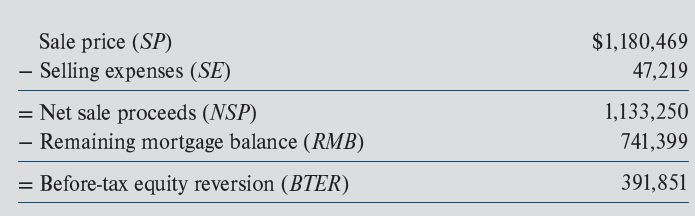 Sale price (SP) $1,180,469
– Selling expenses (SE) 47,219
= Net sale proceeds (NSP) 1,133,250
– Remaining mortgage balance (RMB) 741,399
= Before-tax equity reversion (BTER) 391,851